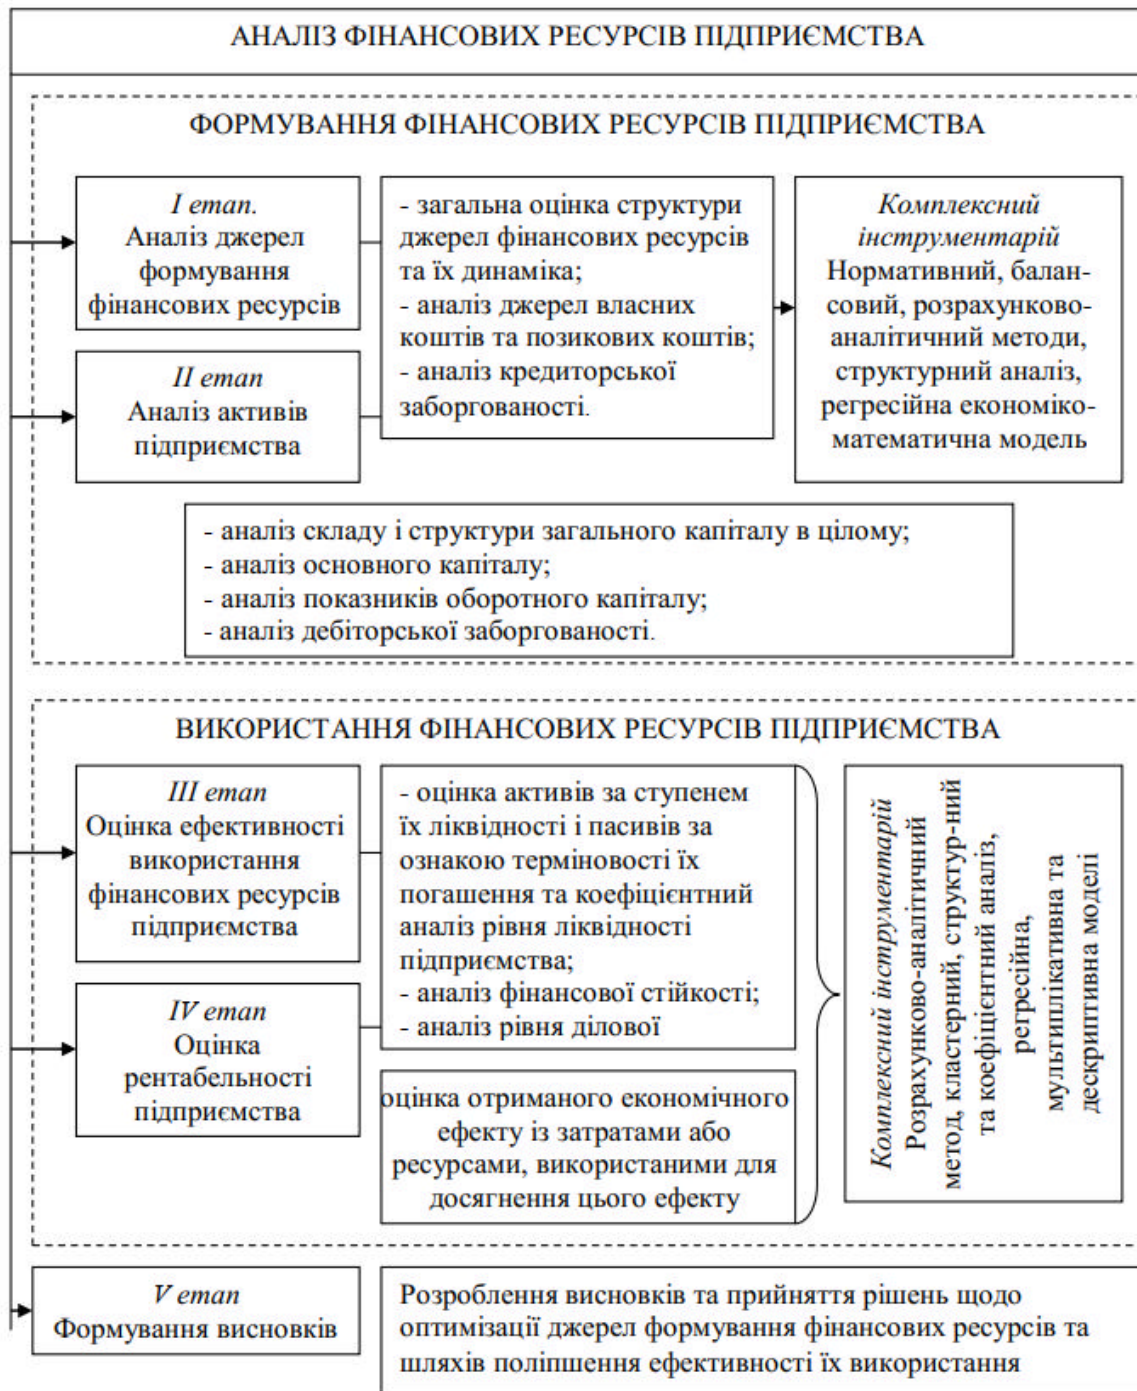 АНАЛІЗ ФІНАНСОВИХ РЕСУРСІВ ПІДПРИЄМСТВА
ФОРМУВАННЯ ФІНАНСОВИХ РЕСУРСІВ ПІДПРИЄМСТВА
I етап.
Аналіз джерел
формування
фінансових ресурсів
II етап
Аналіз активів
підприємства
- загальна оцінка структури
джерел фінансових ресурсів
та їх динаміка;
- аналіз джерел власних
коштів та позикових коштів;
- аналіз кредиторської
заборгованості.
Комплексний
інструментарій
Нормативний, балан-
совий, розрахунково-
аналітичний методи,
структурний аналіз,
регресійна економіко-
математична модель
- аналіз складу і структури загального капіталу в цілому;
- аналіз основного капіталу;
- аналіз показників оборотного капіталу;
- аналіз дебіторської заборгованості.
ВИКОРИСТАННЯ ФІНАНСОВИХ РЕСУРСІВ ПІДПРИЄМСТВА
III етап
Оцінка ефективності
використання
фінансових ресурсів
підприємства
IV етап
Оцінка
рентабельності
підприємства
- оцінка активів за ступенем
їх ліквідності і пасивів за
ознакою терміновості їх
погашення та коефіцієнтний
аналіз рівня ліквідності
підприємства;
- аналіз фінансової стійкості;
- аналіз рівня ділової
оцінка отриманого економічного
ефекту із затратами або
ресурсами, використаними для
досягнення цього ефекту
Комплексний інструментарій
Розрахунково-аналітичний
метод, кластерний, структур-ний
та коефіцієнтний аналіз,
регресійна,
мультиплікативна та
дескриптивна моделі
V етап
Формування висновків
Розроблення висновків та прийняття рішень щодо
оптимізації джерел формування фінансових ресурсів та
шляхів поліпшення ефективності їх використання